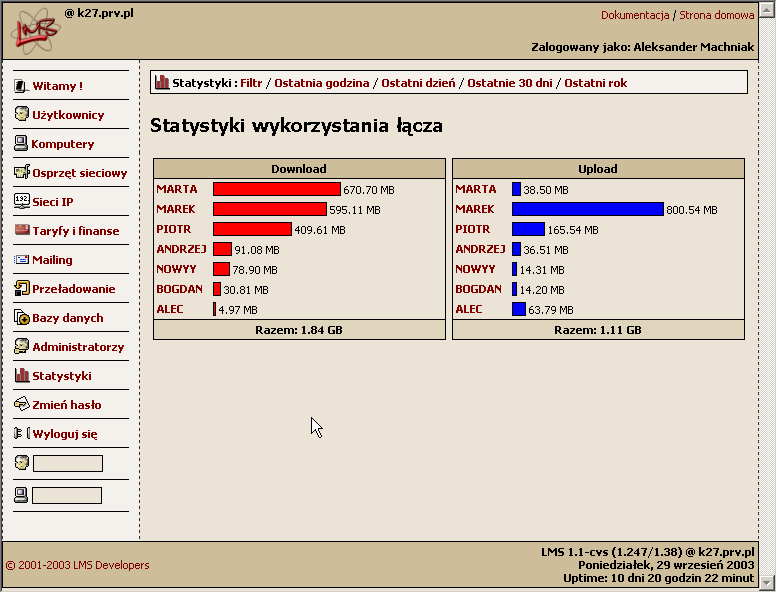 LMS @ k27.prv.pl
Dokumentacja / Strona domowa
Zalogowany jako: Aleksander Machniak
Witamy !
Użytkownicy
Komputery
Osprzęt sieciowy
192
Sieci IP
Taryfy i finanse
Mailing
Przeładowanie
Bazy danych
Administratorzy
Statystyki
Zmień hasło
Wyloguj się
Statystyki : Filtr / Ostatnia godzina / Ostatni dzień / Ostatnie 30 dni / Ostatni rok
Statystyki wykorzystania łącza
Download
MARTA 670.70 MB
MAREK 595.11 MB
PIOTR 409.61 MB
ANDRZEJ 91.08 MB
NOWYY 78.90 MB
BOGDAN 30.81 MB
ALEC 4.97 MB
Razem: 1.84 GB
Upload
MARTA 38.50 MB
MAREK 800.54 MB
PIOTR 165.54 MB
ANDRZEJ 36.51 MB
NOWYY 14.31 MB
BOGDAN 14.20 MB
ALEC 63.79 MB
Razem: 1.11 GB
© 2001-2003 LMS Developers
LMS 1.1-cvs (1.247/1.38) @ k27.prv.pl
Poniedziałek, 29 wrzesień 2003
Uptime: 10 dni 20 godzin 22 minut